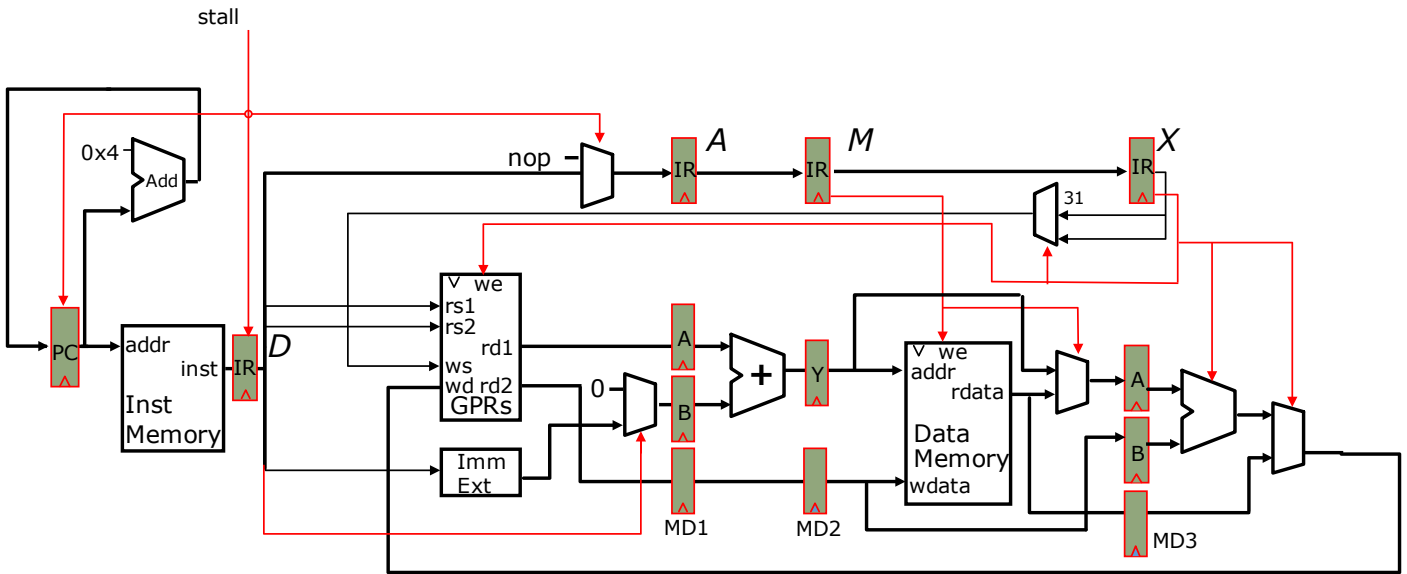 stall
0x4
Add
nop
IR
A
IR
M
IR
X
31
PC
addr
inst
Inst
Memory
IR
D
we
rs1
rs2
rd1
ws
wd rd2
GPRs
0
Imm
Ext
A
B
MD1
+
Y
MD2
we
addr
rdata
Data
Memory
wdata
A
B
MD3